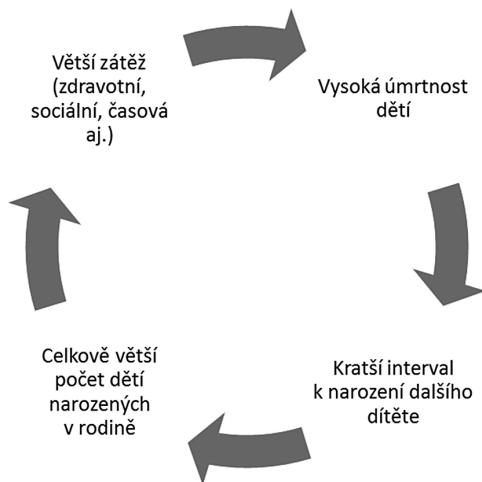 Větší zátěž
(zdravotní,
sociální, časová
aj.)
Vysoká úmrtnost
dětí
Kratší interval
k narození dalšího
dítěte
Celkově větší
počet dětí
narozených
v rodině